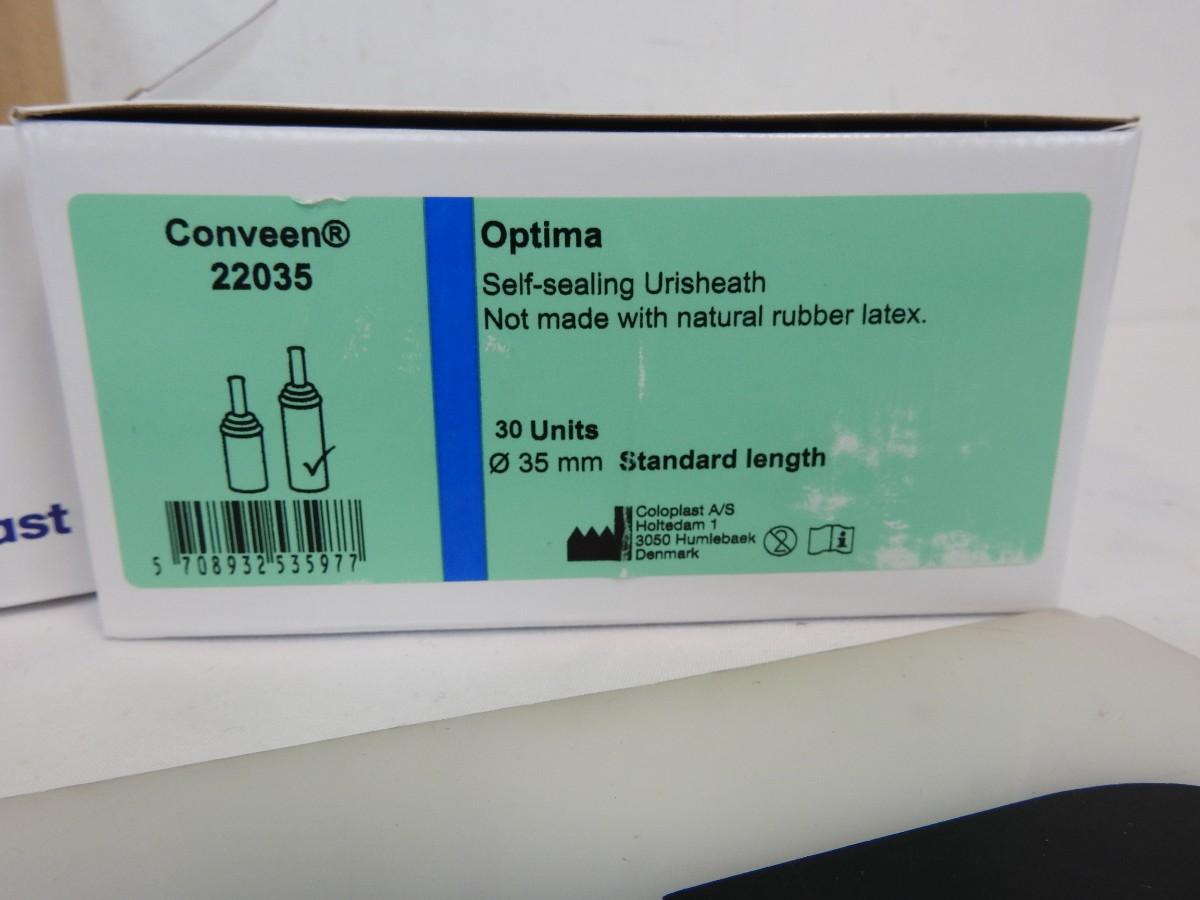 Conveen®
22035
Optima
Self-sealing Urisheath
Not made with natural rubber latex.
30 Units
Ø 35 mm Standard length
Coloplast A/S
Holtedam 1
3050 Humlebaek
Denmark
5 708932 535977
ast